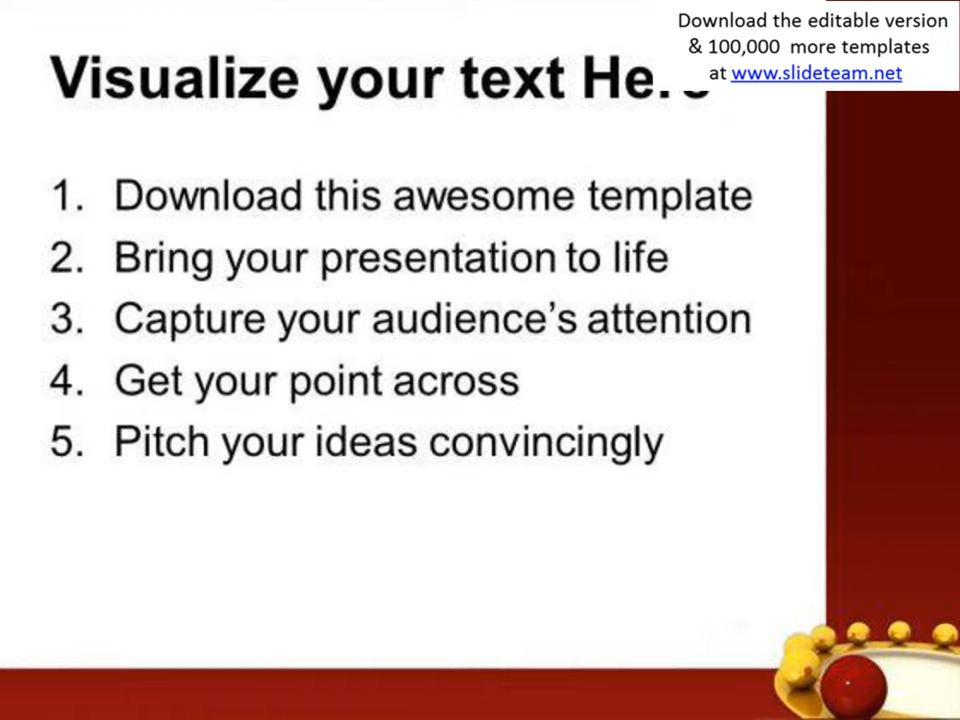 Download the editable version
& 100,000 more templates
at www.slideteam.net
Visualize your text Here
1. Download this awesome template
2. Bring your presentation to life
3. Capture your audience’s attention
4. Get your point across
5. Pitch your ideas convincingly